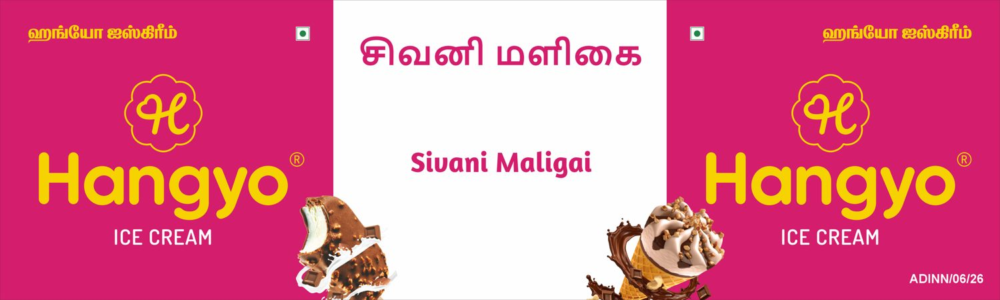 ஹங்யோ ஐஸ்கிரீம்
H
Hangyo®
ICE CREAM
சிவனி மளிகை
Sivani Maligai
ஹங்யோ ஐஸ்கிரீம்
H
Hangyo®
ICE CREAM
ADINN/06/26